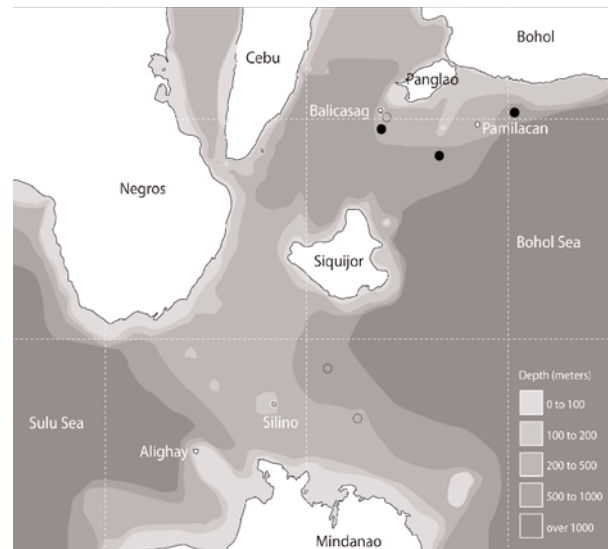 Bohol
Cebu
Panglao
Balicasag
Pamilacan
Negros
Bohol Sea
Siquijor
Depth (meters)
0 to 100
100 to 200
200 to 500
500 to 1000
over 1000
Sulu Sea
Silino
Alighay
Mindanao